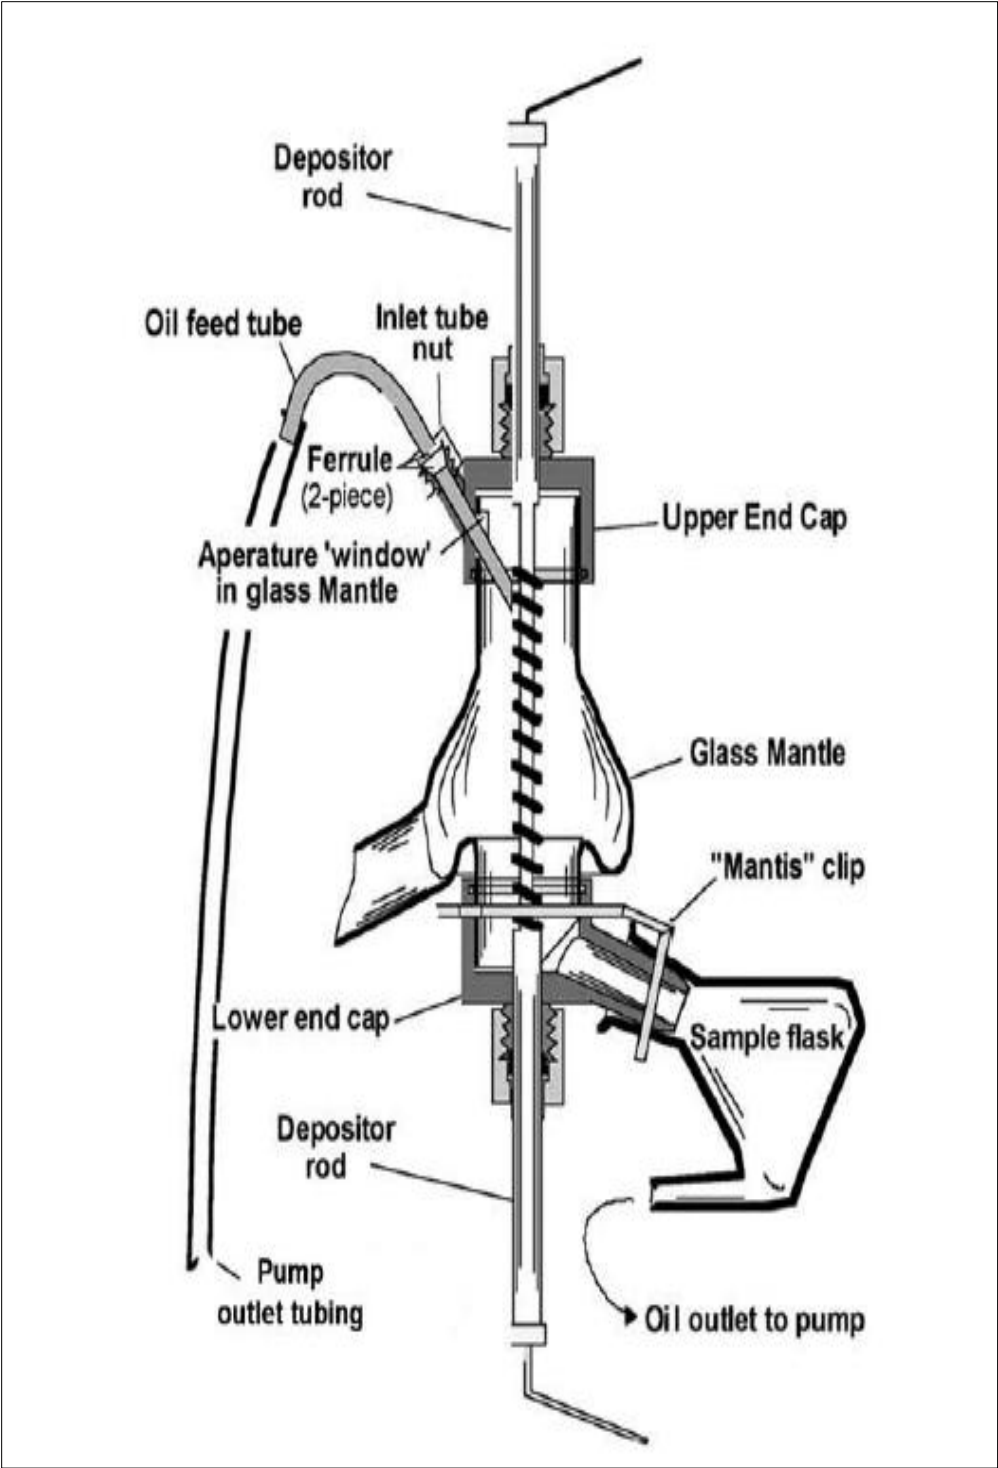 Depositor
rod
Oil feed tube
Inlet tube
nut
Ferrule
(2-piece)
Upper End Cap
Aperature 'window'
in glass Mantle
Glass Mantle
"Mantis" clip
Lower end cap
Sample flask
Depositor
rod
Pump
outlet tubing
Oil outlet to pump